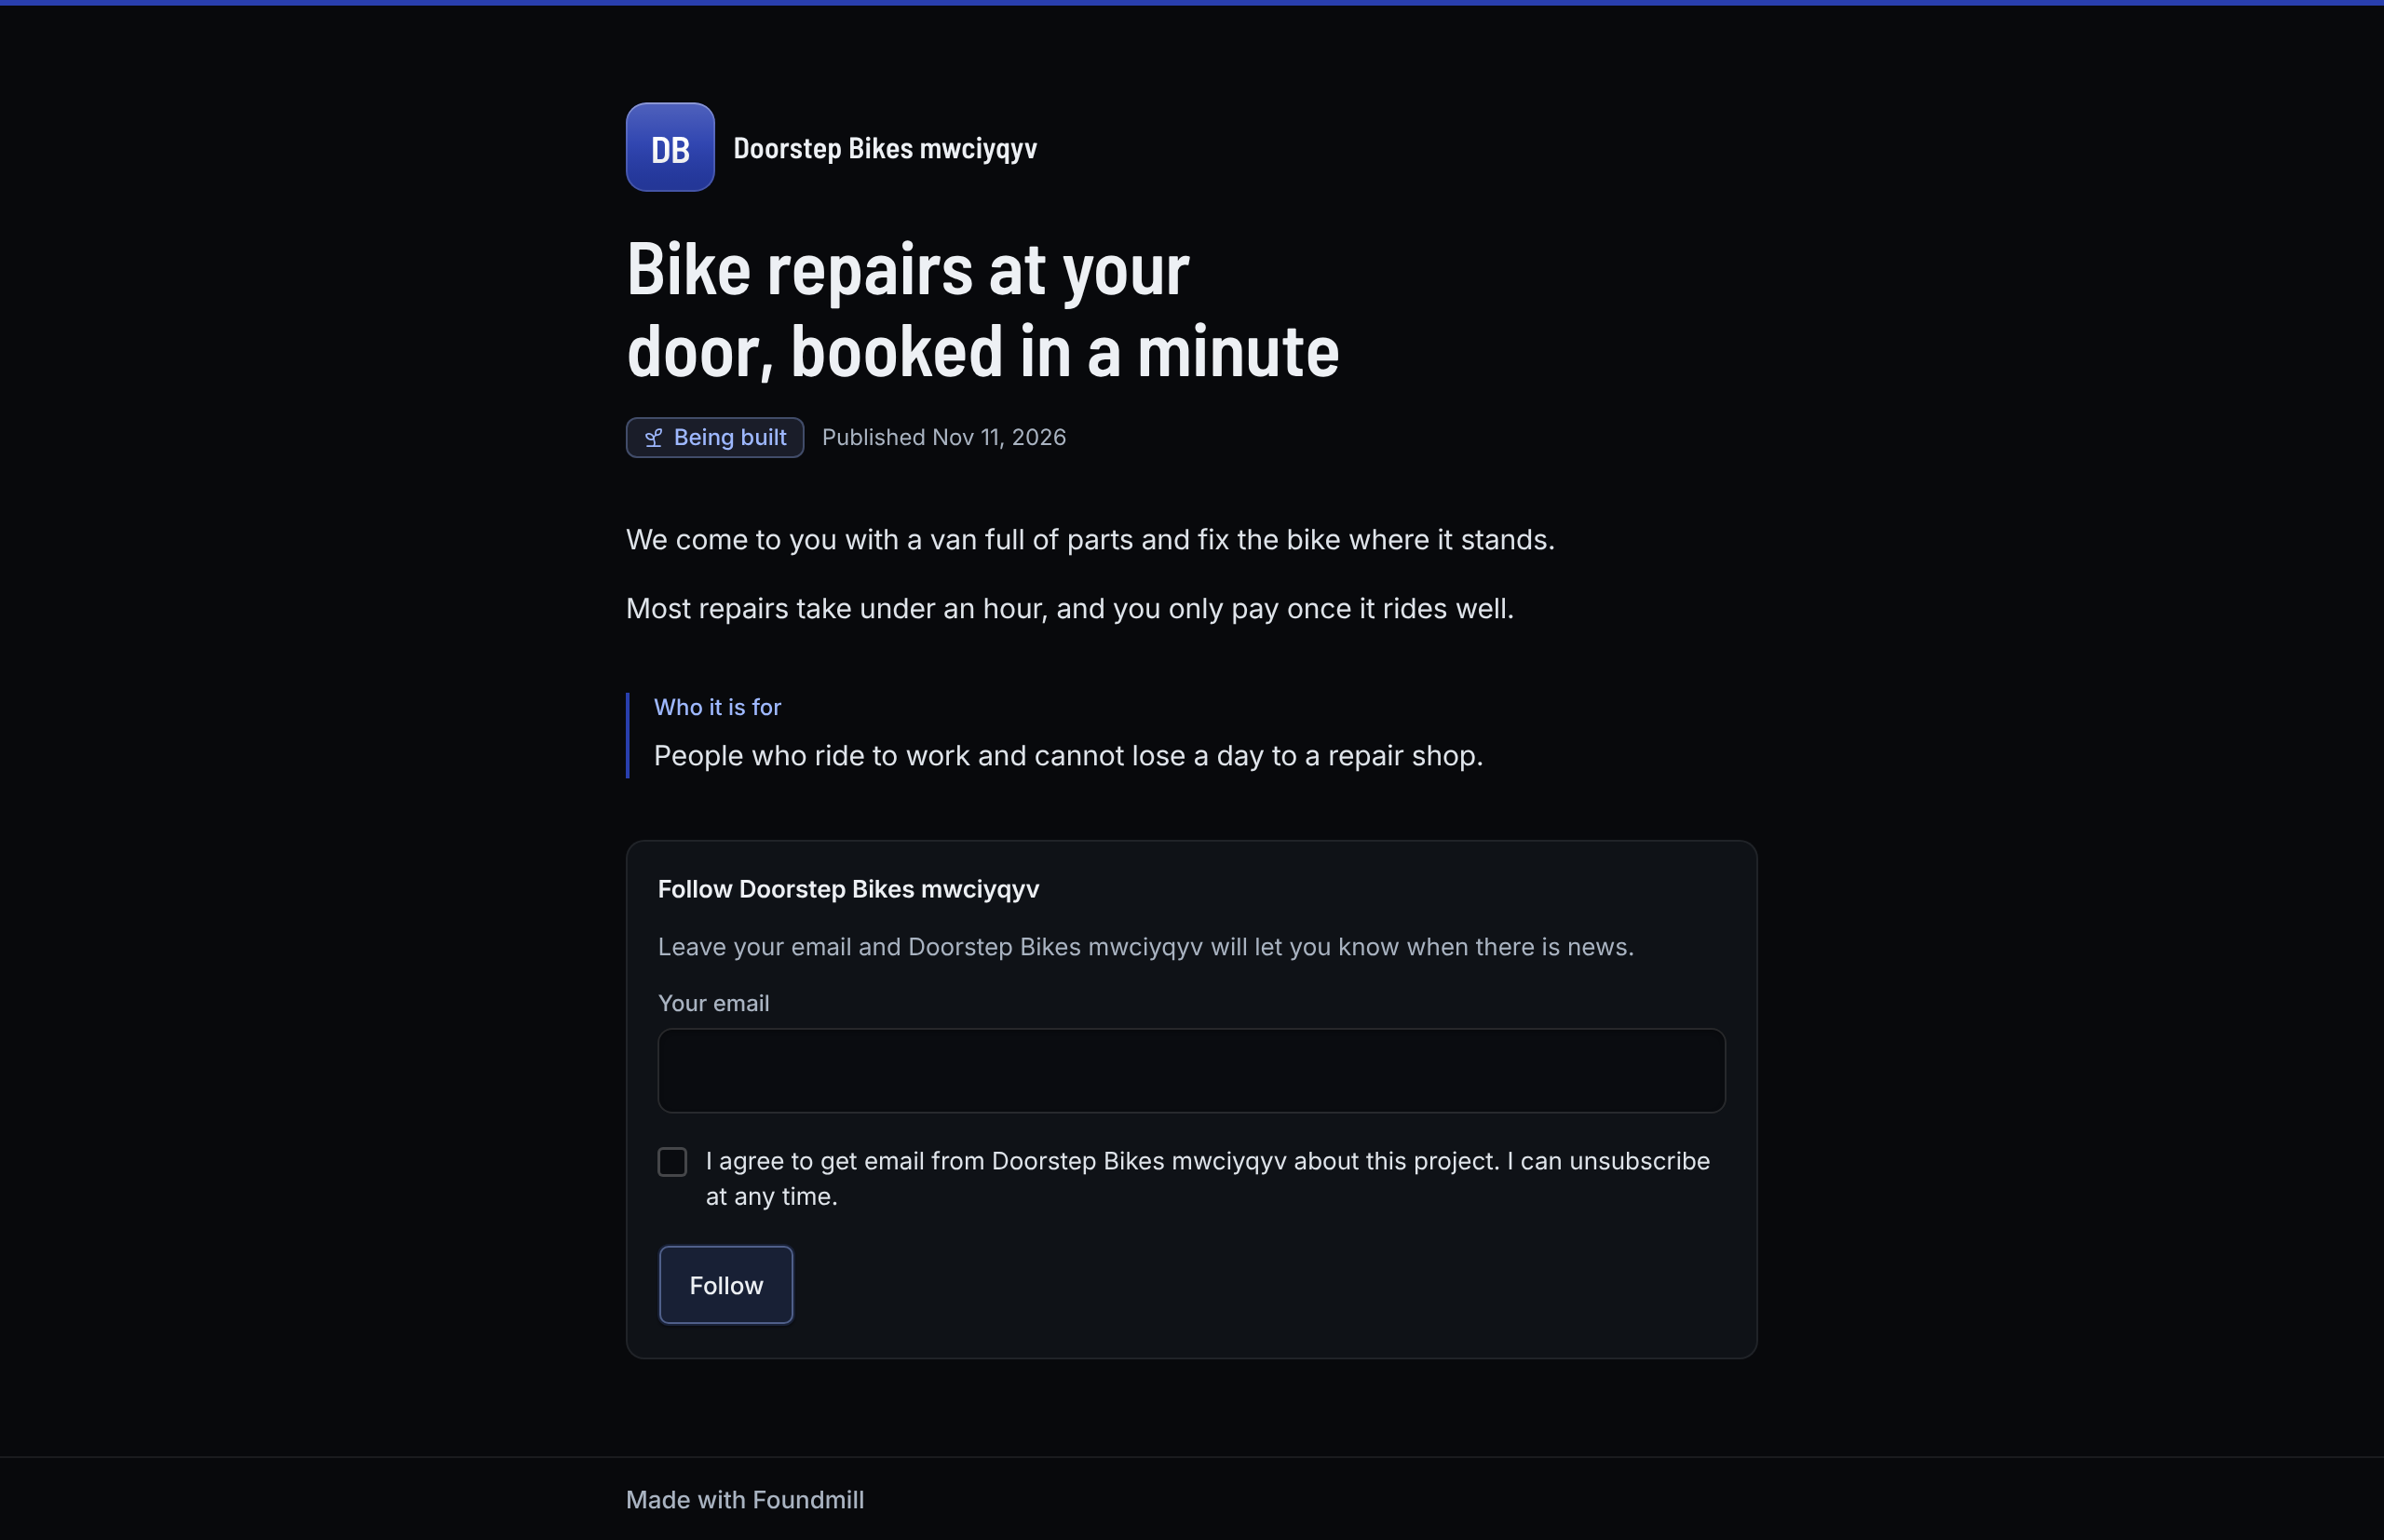 DB
Doorstep Bikes mwciyqyv
Bike repairs at your
door, booked in a minute
Being built
Published Nov 11, 2026
We come to you with a van full of parts and fix the bike where it stands.
Most repairs take under an hour, and you only pay once it rides well.
Who it is for
People who ride to work and cannot lose a day to a repair shop.
Follow Doorstep Bikes mwciyqyv
Leave your email and Doorstep Bikes mwciyqyv will let you know when there is news.
Your email
I agree to get email from Doorstep Bikes mwciyqyv about this project. I can unsubscribe
at any time.
Follow
Made with Foundmill